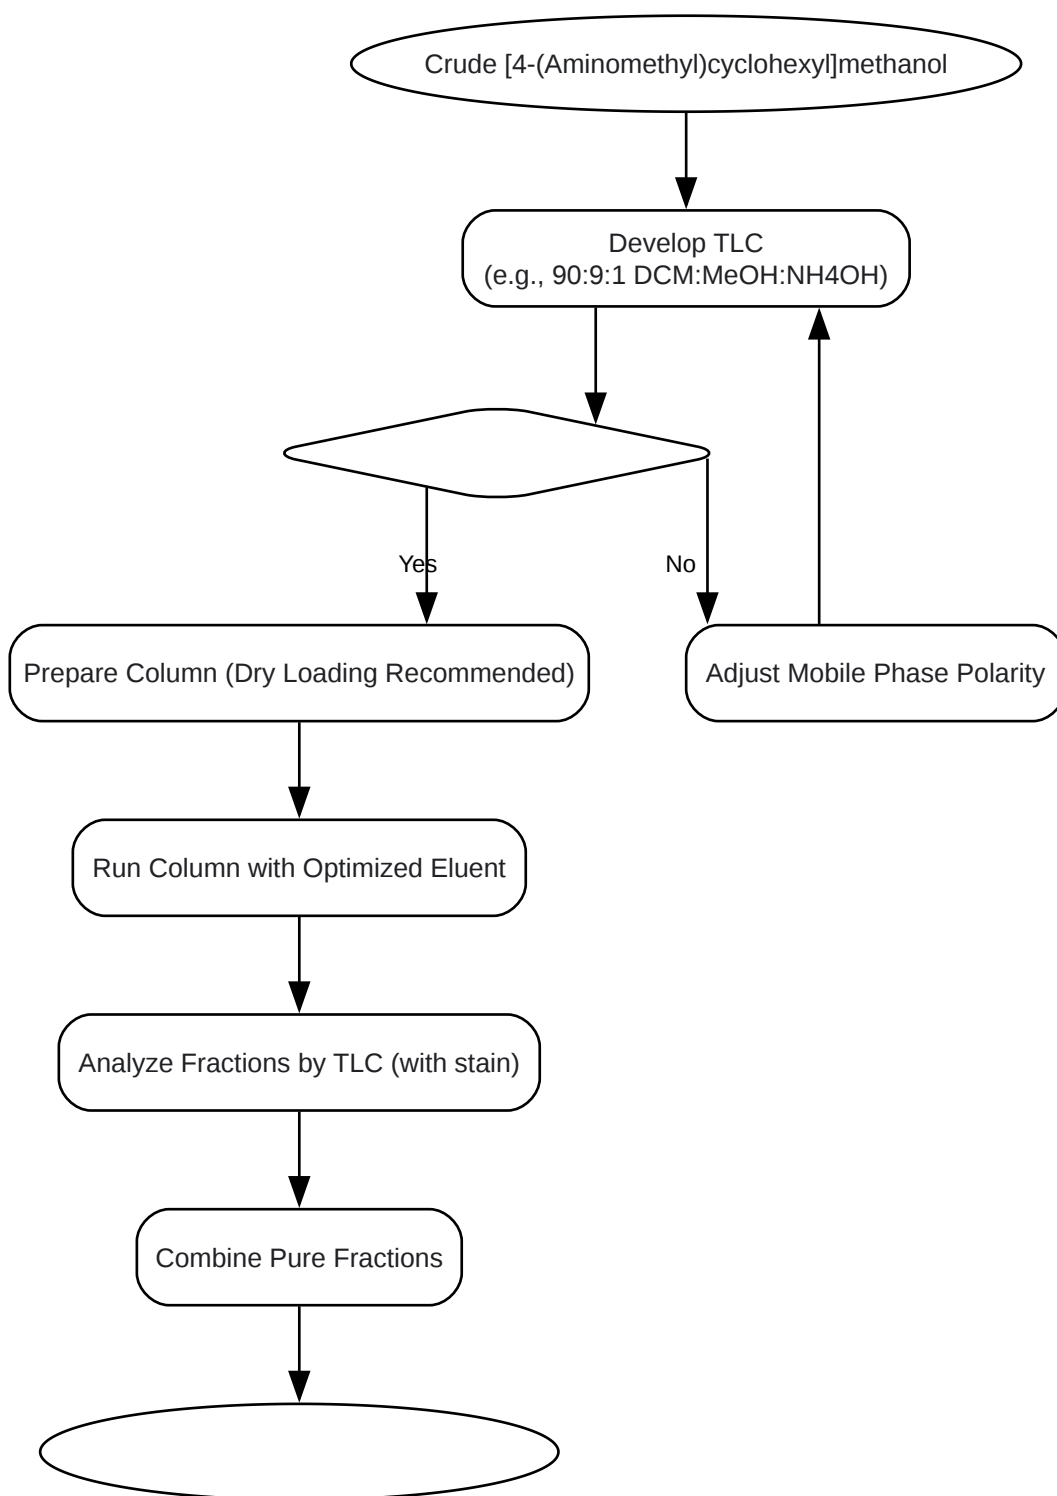 Crude [4-(Aminomethyl)cyclohexyl]methanol
Develop TLC
(e.g., 90:9:1 DCM:MeOH:NH4OH)
Yes
No
Prepare Column (Dry Loading Recommended)
Adjust Mobile Phase Polarity
Run Column with Optimized Eluent
Analyze Fractions by TLC (with stain)
Combine Pure Fractions